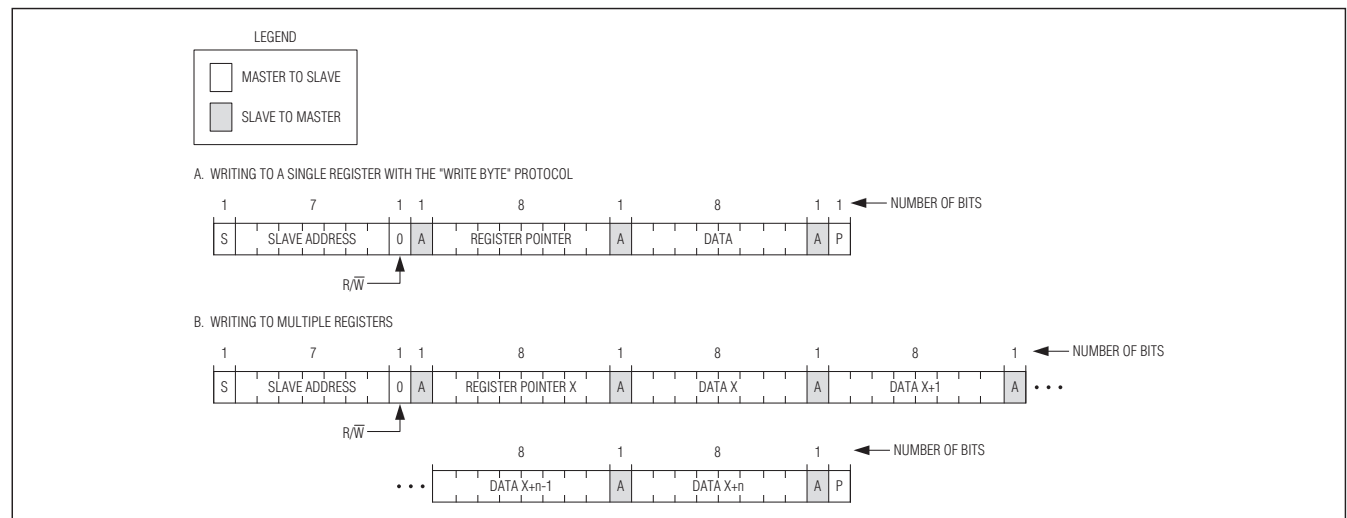 LEGEND
MASTER TO SLAVE
SLAVE TO MASTER
A. WRITING TO A SINGLE REGISTER WITH THE "WRITE BYTE" PROTOCOL
1 7 1 1 8 1 8 1 1 NUMBER OF BITS
S SLAVE ADDRESS 0 A REGISTER POINTER A DATA A P
R/W̅
B. WRITING TO MULTIPLE REGISTERS
1 7 1 1 8 1 8 1 8 1 NUMBER OF BITS
S SLAVE ADDRESS 0 A REGISTER POINTER X A DATA X A DATA X+1 A • • •
R/W̅
8 1 8 1 NUMBER OF BITS
• • • DATA X+n-1 A DATA X+n A P